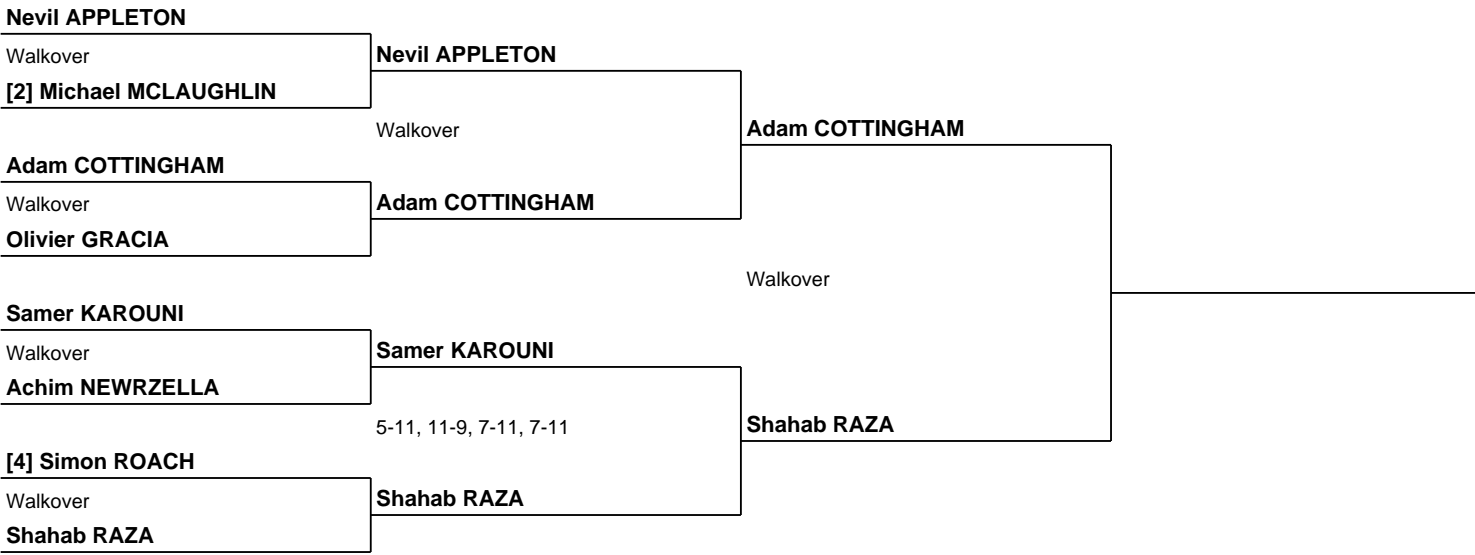 Nevil APPLETON
Walkover
Nevil APPLETON
[2] Michael MCLAUGHLIN
Walkover
Adam COTTINGHAM
Adam COTTINGHAM
Walkover
Adam COTTINGHAM
Olivier GRACIA
Walkover
Samer KAROUNI
Walkover
Samer KAROUNI
Achim NEWRZELLA
5-11, 11-9, 7-11, 7-11
Shahab RAZA
[4] Simon ROACH
Walkover
Shahab RAZA
Shahab RAZA